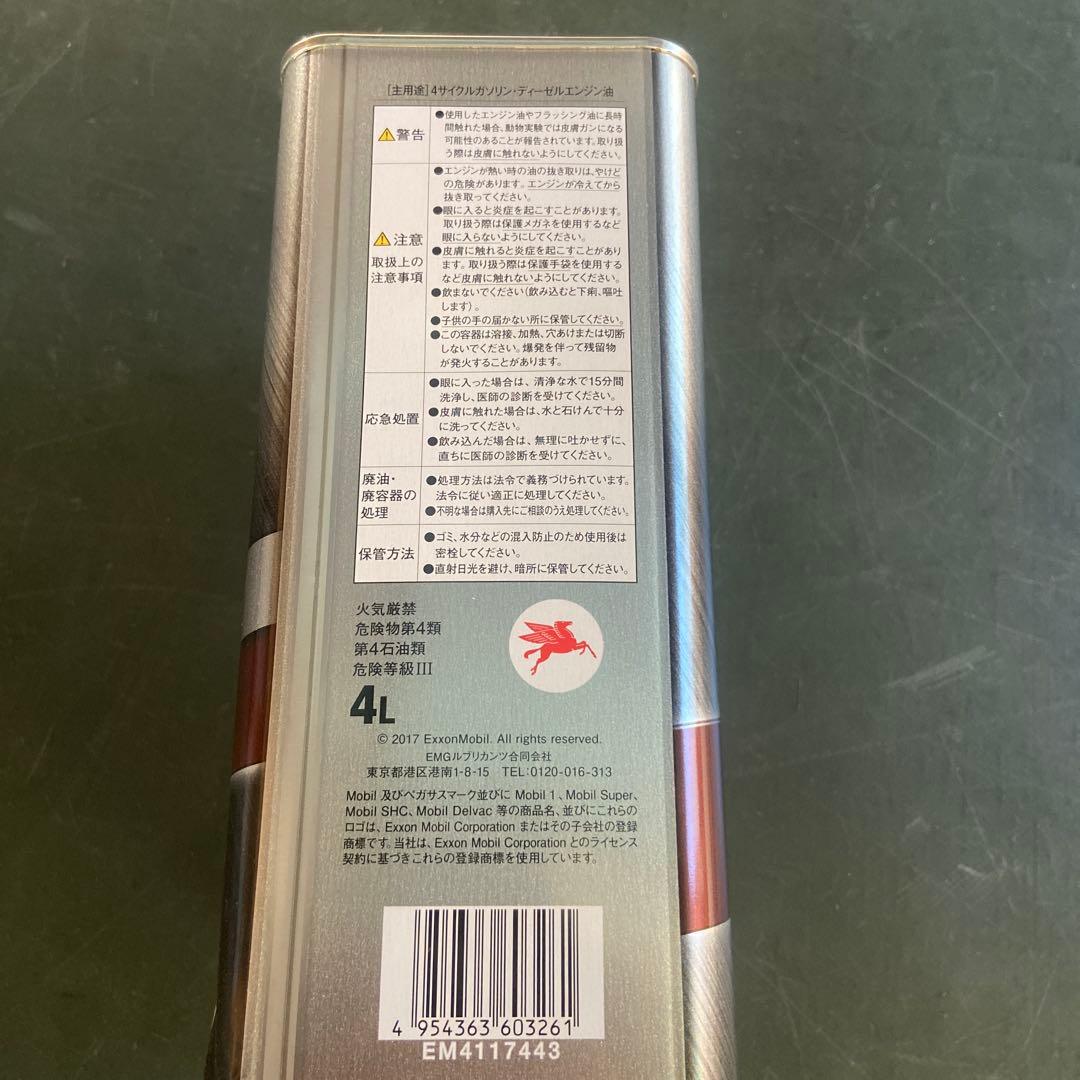 [主用途]4サイクルガソリン・ディーゼルエンジン油
⚠警告
●使用したエンジン油やフラッシング油に長時
間触れた場合、動物実験では皮膚ガンになる
可能性のあることが報告されています。取り扱
う際は皮膚に触れないようにしてください。
⚠注意
取扱上の
注意事項
●エンジンが熱い時の油の抜き取りは、やけど
の危険があります。エンジンが冷えてから
抜き取ってください。
●眼に入ると炎症を起こすことがあります。
取り扱う際は保護メガネを使用するなど
眼に入らないようにしてください。
●皮膚に触れると炎症を起こすことがあり
ます。取り扱う際は保護手袋を使用する
など皮膚に触れないようにしてください。
●飲まないでください(飲み込むと下痢、嘔吐
します)。
●子供の手の届かない所に保管してください。
●この容器は溶接、加熱、穴あけまたは切断
しないでください。爆発を伴って残留物
が発火することがあります。
応急処置
●眼に入った場合は、清浄な水で15分間
洗浄し、医師の診断を受けてください。
●皮膚に触れた場合は、水と石けんで十分
に洗ってください。
●飲み込んだ場合は、無理に吐かせずに、
直ちに医師の診断を受けてください。
廃油・
廃容器の
処理
●処理方法は法令で義務づけられています。
法令に従い適正に処理してください。
●不明な場合は購入先にご相談のうえ処理してください。
保管方法
●ゴミ、水分などの混入防止のため使用後は
密栓してください。
●直射日光を避け、暗所に保管してください。
火気厳禁
危険物第4類
第4石油類
危険等級III
4L
© 2017 ExxonMobil. All rights reserved.
EMGルブリカンツ合同会社
東京都港区港南1-8-15 TEL:0120-016-313
Mobil 及びペガサスマーク並びに Mobil 1、Mobil Super、
Mobil SHC、Mobil Delvac 等の商品名、並びにこれらの
ロゴは、Exxon Mobil Corporation またはその子会社の登録
商標です。当社は、Exxon Mobil Corporation とのライセンス
契約に基づきこれらの登録商標を使用しています。
4 954363 603261
EM4117443